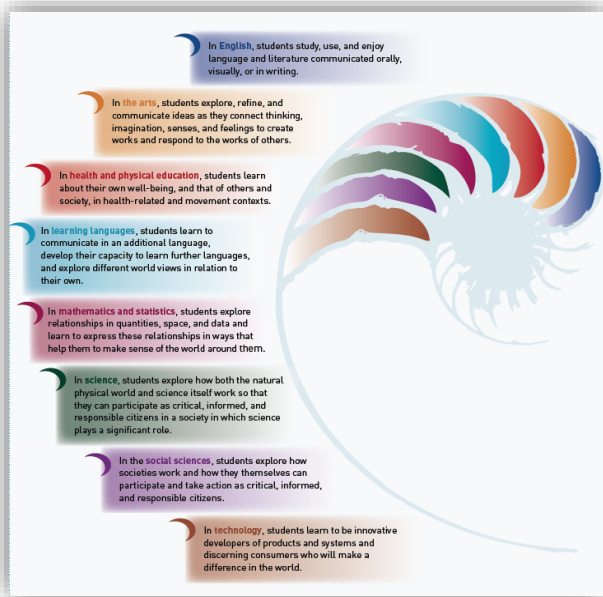 In English, students study, use, and enjoy
language and literature communicated orally,
visually, or in writing.
In the arts, students explore, refine, and
communicate ideas as they connect thinking,
imagination, senses, and feelings to create
works and respond to the works of others.
In health and physical education, students learn
about their own well-being, and that of others and
society, in health-related and movement contexts.
In learning languages, students learn to
communicate in an additional language,
develop their capacity to learn further languages,
and explore different world views in relation to
their own.
In mathematics and statistics, students explore
relationships in quantities, space, and data and
learn to express these relationships in ways that
help them to make sense of the world around them.
In science, students explore how both the natural
physical world and science itself work so that
they can participate as critical, informed, and
responsible citizens in a society in which science
plays a significant role.
In the social sciences, students explore how
societies work and how they themselves can
participate and take action as critical, informed,
and responsible citizens.
In technology, students learn to be innovative
developers of products and systems and
discerning consumers who will make a
difference in the world.